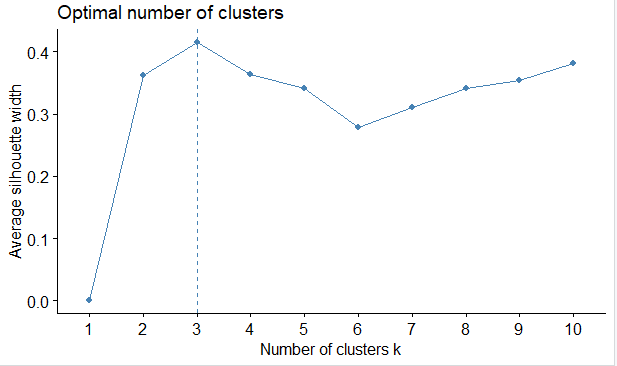 Optimal number of clusters
Average silhouette width
0.4
0.3
0.2
0.1
0.0
1 2 3 4 5 6 7 8 9 10
Number of clusters k